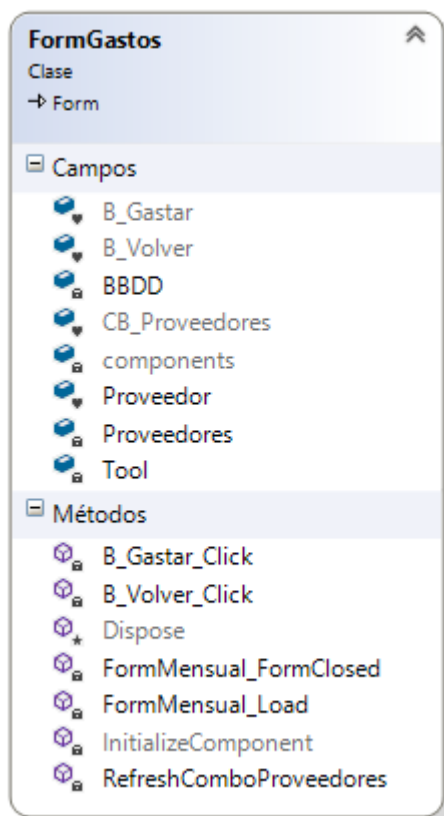 FormGastos
Clase
Form
Campos
B_Gastar
B_Volver
BBDD
CB_Proveedores
components
Proveedor
Proveedores
Tool
Métodos
B_Gastar_Click
B_Volver_Click
Dispose
FormMensual_FormClosed
FormMensual_Load
InitializeComponent
RefreshComboProveedores